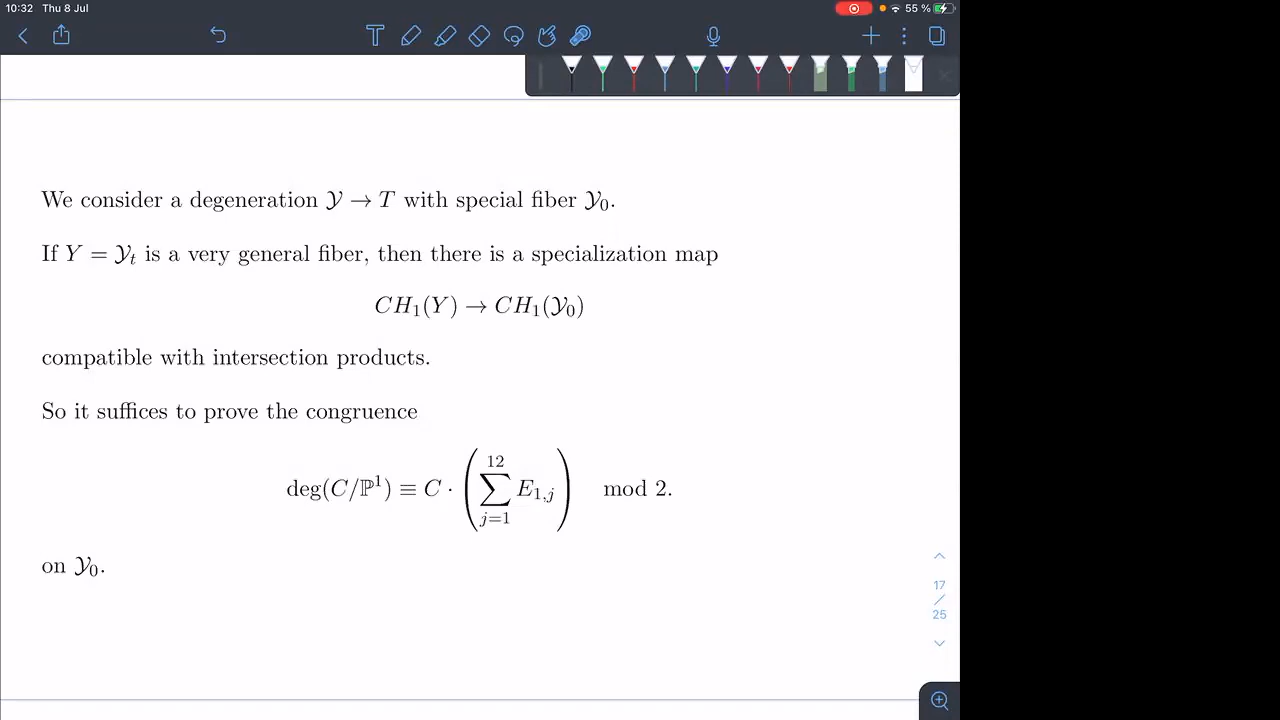 10:32 Thu 8 Jul
55 %
We consider a degeneration 𝒴 → T with special fiber 𝒴₀.
If Y = 𝒴ₜ is a very general fiber, then there is a specialization map
CH₁(Y) → CH₁(𝒴₀)
compatible with intersection products.
So it suffices to prove the congruence
deg(C/ℙ¹) ≡ C · (∑_{j=1}^{12} E_{1,j}) mod 2.
on 𝒴₀.
17
/
25